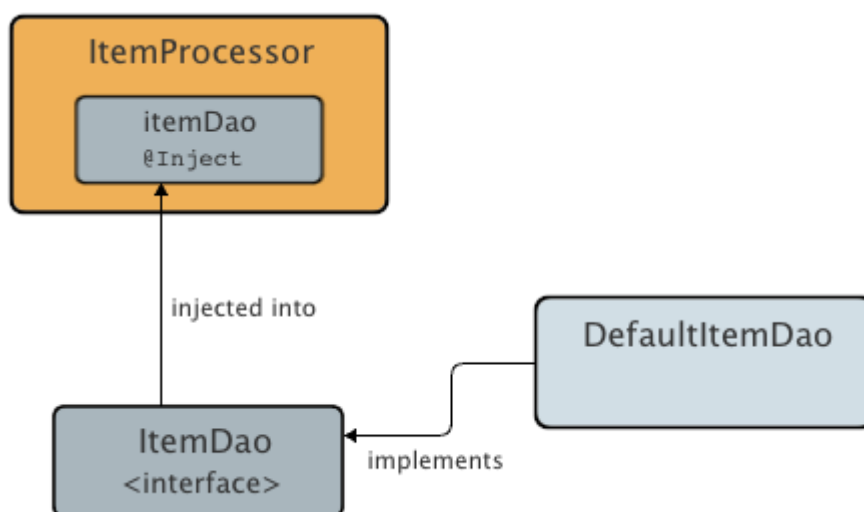 ItemProcessor
itemDao
@Inject
injected into
DefaultItemDao
ItemDao
<interface>
implements